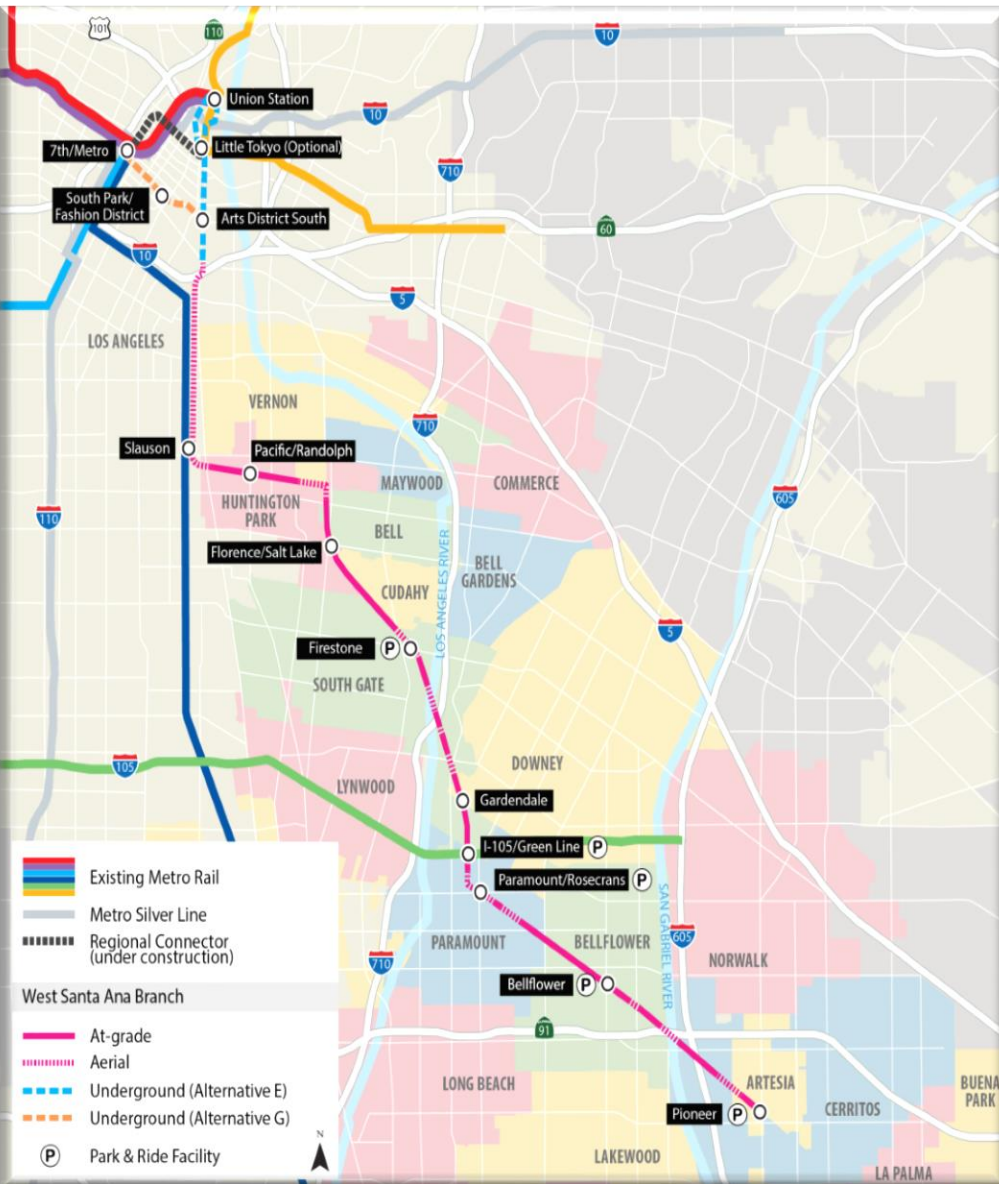 101
110
10
Union Station
10
7th/Metro
Little Tokyo (Optional)
710
South Park/
Fashion District
Arts District South
60
10
5
LOS ANGELES
VERNON
710
Slauson
Pacific/Randolph
MAYWOOD
COMMERCE
605
HUNTINGTON
PARK
110
BELL
Florence/Salt Lake
BELL
GARDENS
CUDAHY
LOS ANGELES RIVER
5
Firestone P
SOUTH GATE
105
DOWNEY
LYNWOOD
Gardendale
I-105/Green Line P
Paramount/Rosecrans P
SAN GABRIEL RIVER
605
PARAMOUNT
BELLFLOWER
NORWALK
710
Bellflower P
91
LONG BEACH
ARTESIA
BUENA
PARK
CERRITOS
Pioneer P
LAKEWOOD
LA PALMA
Existing Metro Rail
Metro Silver Line
Regional Connector
(under construction)
West Santa Ana Branch
At-grade
Aerial
Underground (Alternative E)
Underground (Alternative G)
P Park & Ride Facility
N